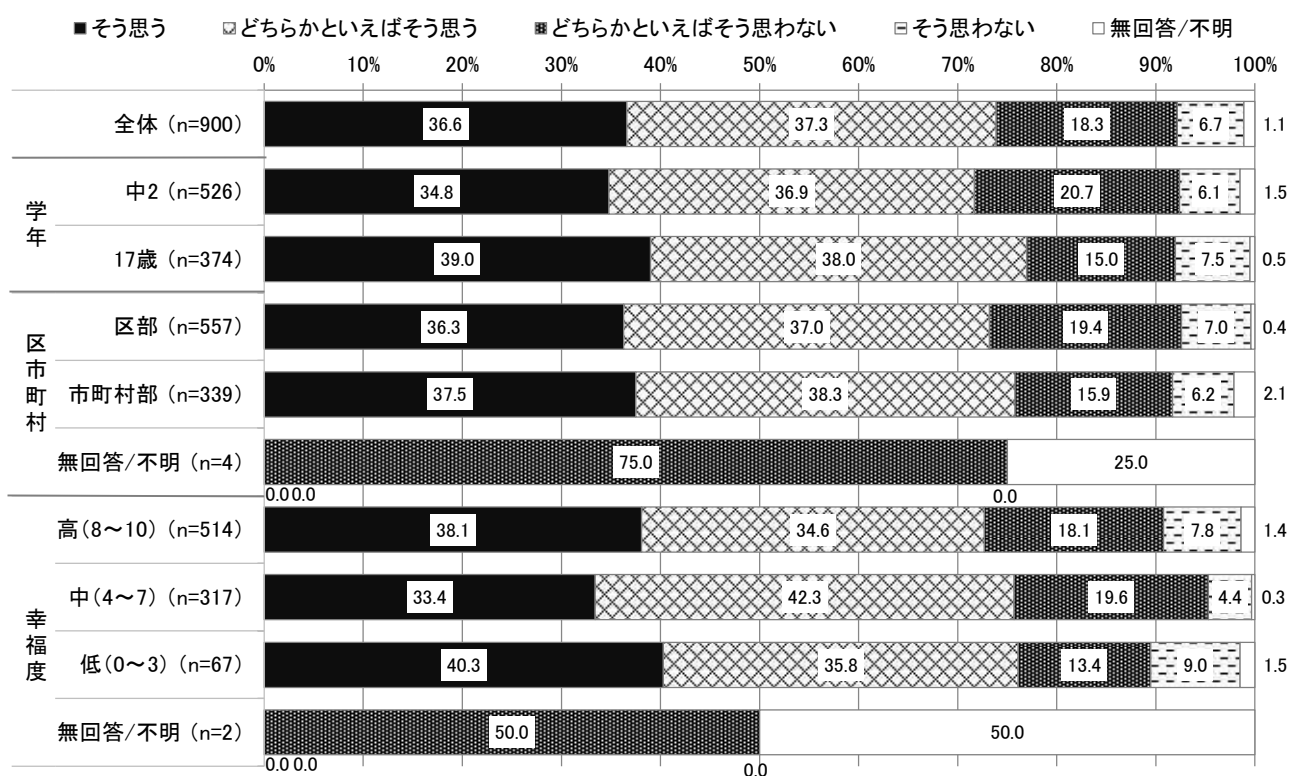 ■そう思う □どちらかといえばそう思う ■どちらかといえばそう思わない □そう思わない □無回答/不明
0% 10% 20% 30% 40% 50% 60% 70% 80% 90% 100%
全体 (n=900) 36.6 37.3 18.3 6.7 1.1
学年
中2 (n=526) 34.8 36.9 20.7 6.1 1.5
17歳 (n=374) 39.0 38.0 15.0 7.5 0.5
区市町村
区部 (n=557) 36.3 37.0 19.4 7.0 0.4
市町村部 (n=339) 37.5 38.3 15.9 6.2 2.1
無回答/不明 (n=4) 75.0 25.0
0.0 0.0 0.0
幸福度
高(8~10) (n=514) 38.1 34.6 18.1 7.8 1.4
中(4~7) (n=317) 33.4 42.3 19.6 4.4 0.3
低(0~3) (n=67) 40.3 35.8 13.4 9.0 1.5
無回答/不明 (n=2) 50.0 50.0
0.0 0.0 0.0